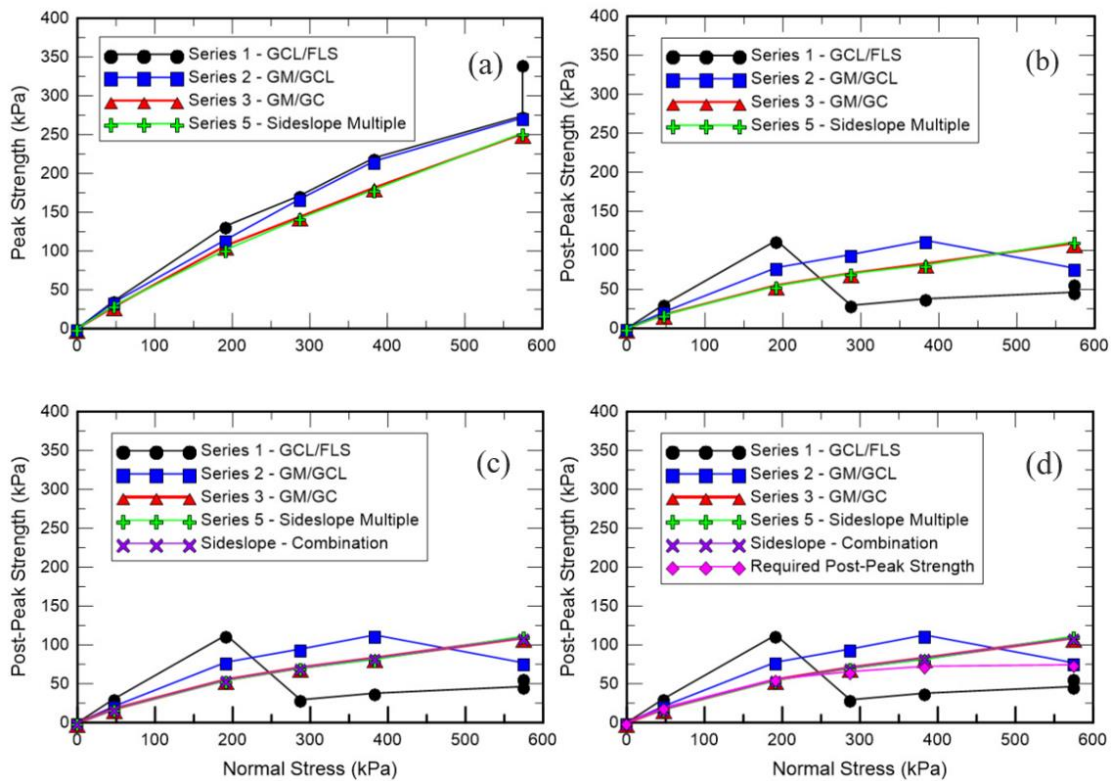 400
350
300
250
200
150
100
50
0
Peak Strength (kPa)
Series 1 - GCL/FLS
Series 2 - GM/GCL
Series 3 - GM/GC
Series 5 - Sideslope Multiple
(a)
0 100 200 300 400 500 600
400
350
300
250
200
150
100
50
0
Post-Peak Strength (kPa)
Series 1 - GCL/FLS
Series 2 - GM/GCL
Series 3 - GM/GC
Series 5 - Sideslope Multiple
(b)
0 100 200 300 400 500 600
400
350
300
250
200
150
100
50
0
Post-Peak Strength (kPa)
Series 1 - GCL/FLS
Series 2 - GM/GCL
Series 3 - GM/GC
Series 5 - Sideslope Multiple
Sideslope - Combination
(c)
0 100 200 300 400 500 600
Normal Stress (kPa)
400
350
300
250
200
150
100
50
0
Post-Peak Strength (kPa)
Series 1 - GCL/FLS
Series 2 - GM/GCL
Series 3 - GM/GC
Series 5 - Sideslope Multiple
Sideslope - Combination
Required Post-Peak Strength
(d)
0 100 200 300 400 500 600
Normal Stress (kPa)